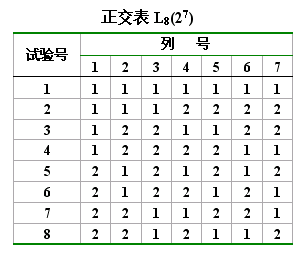 正交表 L₈(2⁷)
试验号 列 号
1 2 3 4 5 6 7
1 1 1 1 1 1 1 1
2 1 1 1 2 2 2 2
3 1 2 2 1 1 2 2
4 1 2 2 2 2 1 1
5 2 1 2 1 2 1 2
6 2 1 2 2 1 2 1
7 2 2 1 1 2 2 1
8 2 2 1 2 1 1 2